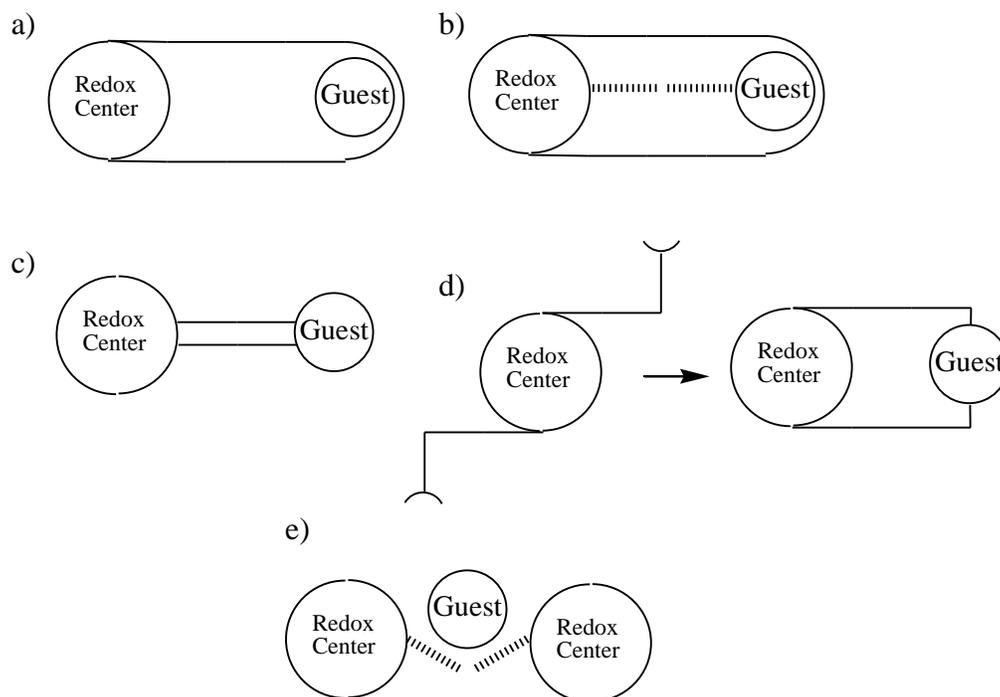 a)
Redox
Center
Guest
b)
Redox
Center
Guest
c)
Redox
Center
Guest
d)
Redox
Center
Redox
Center
Guest
e)
Redox
Center
Guest
Redox
Center